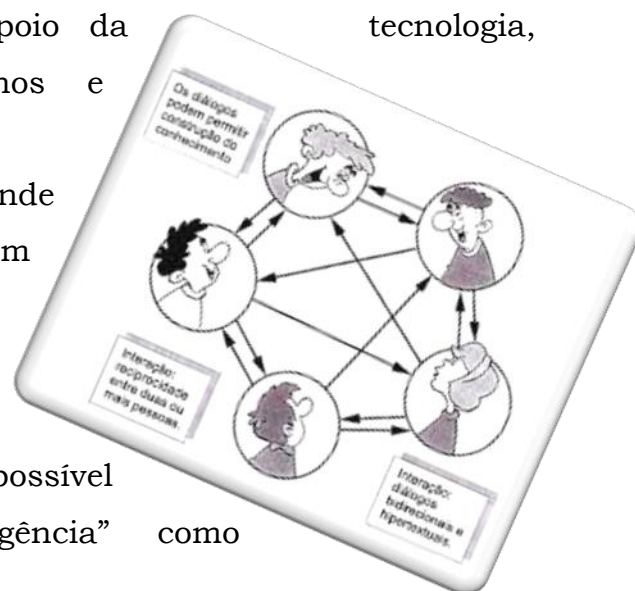 poio da tecnologia,
nos e
nde
m
possível
gência” como
Os diálogos
podem permitir
construção do
conhecimento
Interação:
reciprocidade
entre duas ou
mais pessoas.
Interação:
diálogos
bidirecionais e
hipertextuais.